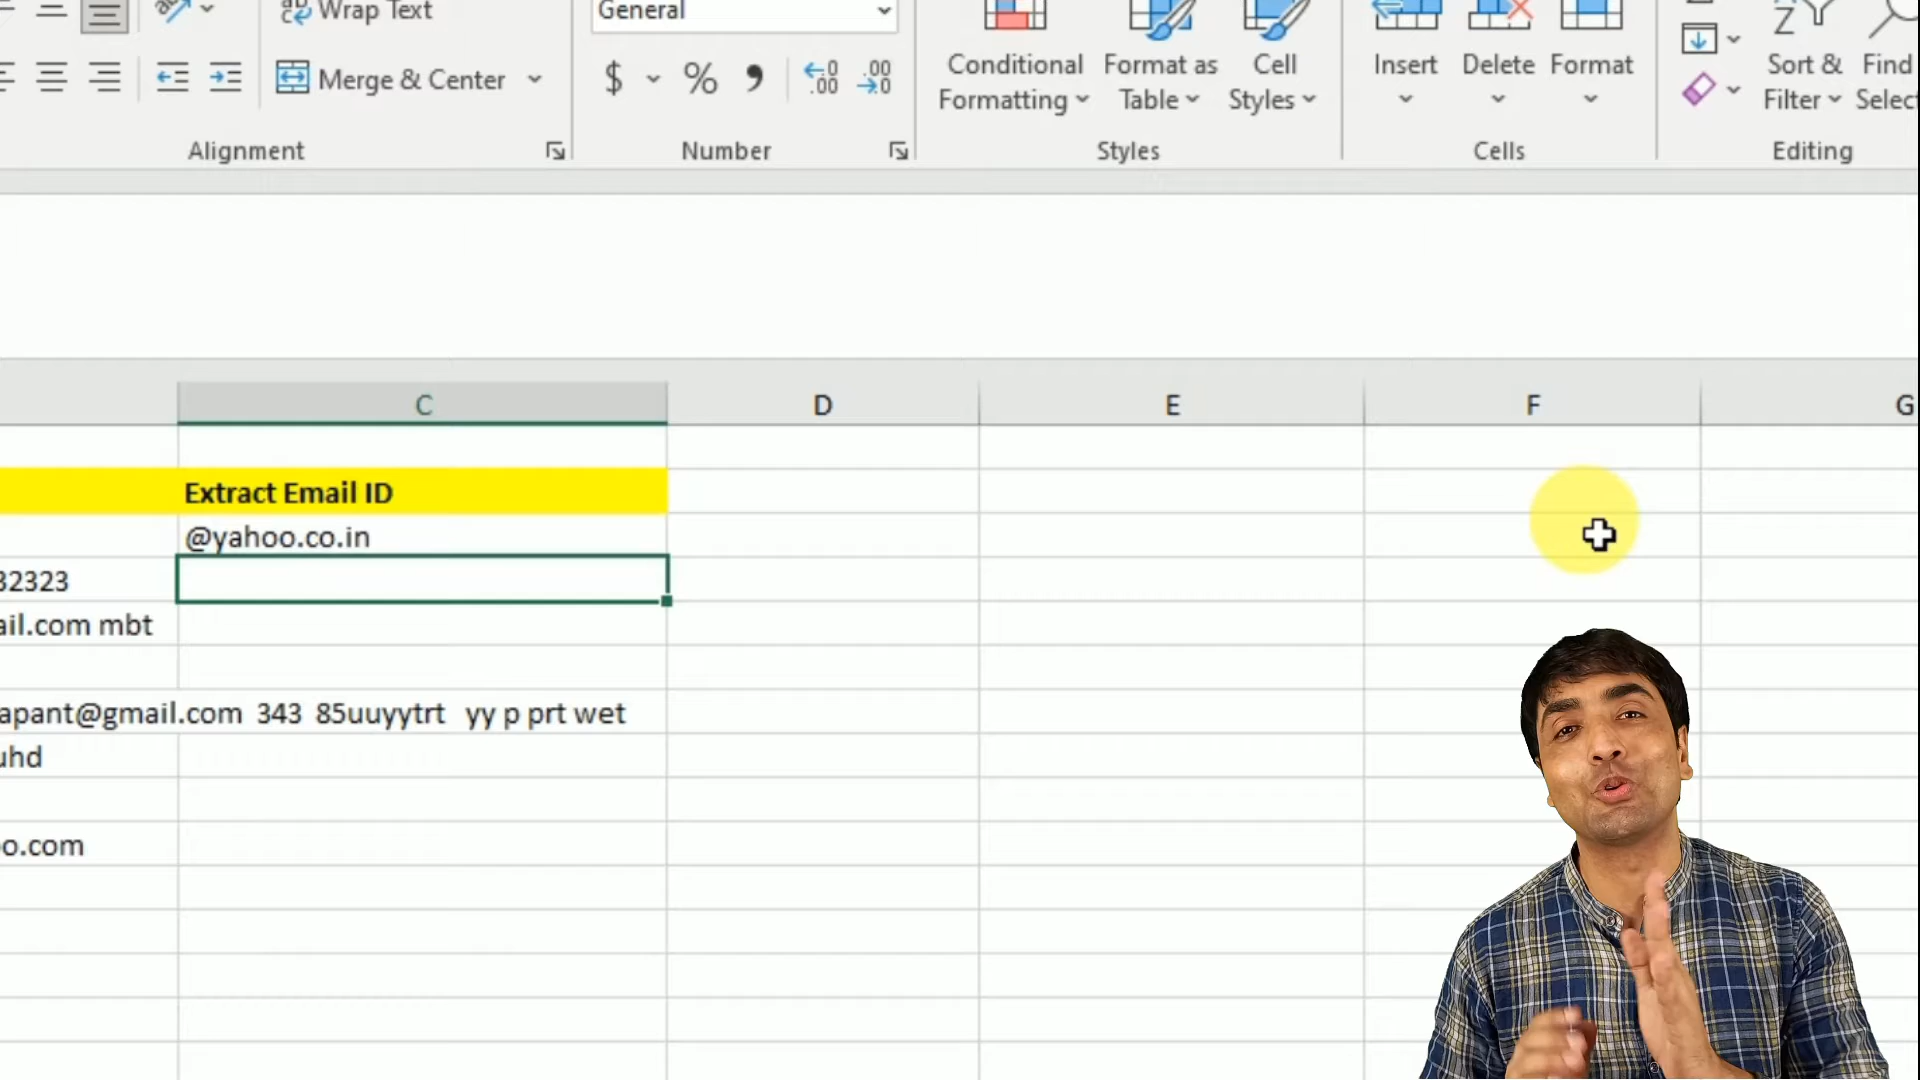 Wrap Text
General
Merge & Center
$ % , .00 .00
Conditional Formatting
Format as Table
Cell Styles
Insert
Delete
Format
Sort & Filter
Find
Alignment
Number
Styles
Cells
Editing
C D E F G
Extract Email ID
@yahoo.co.in
32323
ail.com mbt
apant@gmail.com 343 85uuyytrt yy p prt wet
uhd
o.com